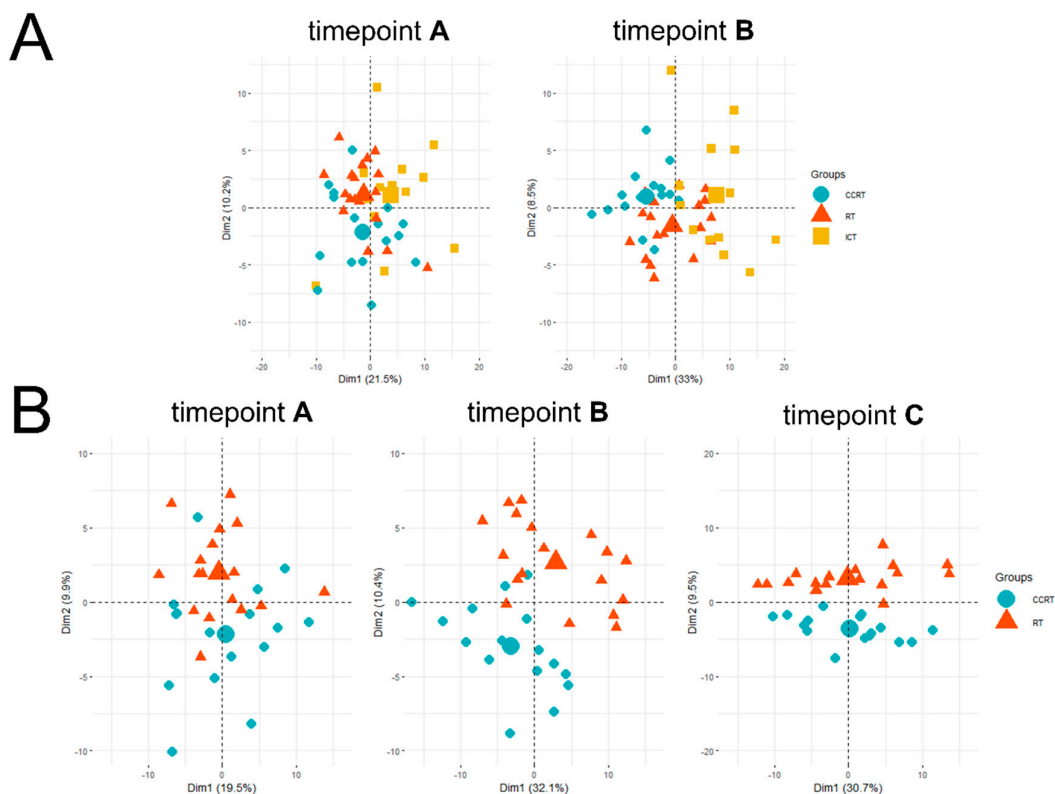 A
timepoint A
timepoint B
10
5
0
-5
-10
Dim2 (10.2%)
-20
-10
0
10
20
Dim1 (21.5%)
10
5
0
-5
-10
Dim2 (8.5%)
-20
-10
0
10
20
Dim1 (33%)
Groups
CCRT
RT
ICT
B
timepoint A
timepoint B
timepoint C
10
5
0
-5
-10
Dim2 (9.9%)
-10
0
10
Dim1 (19.5%)
10
5
0
-5
-10
Dim2 (10.4%)
-10
0
10
Dim1 (32.1%)
20
10
0
-10
-20
Dim2 (9.5%)
-10
0
10
Dim1 (30.7%)
Groups
CCRT
RT